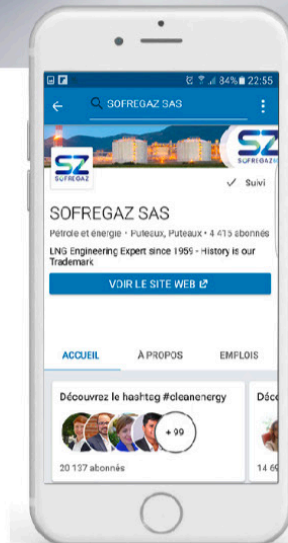 84% 22:55
SOFREGAZ SAS
SZ
SOFREGAZ
SZ
SOFREGAZ
Suivi
SOFREGAZ SAS
Pétrole et énergie • Puteaux, Puteaux • 4 415 abonnés
LNG Engineering Expert since 1959 - History is our
Trademark
VOIR LE SITE WEB
ACCUEIL À PROPOS EMPLOIS
Découvrez le hashtag #cleanenergy
Déco
+ 99
20 137 abonnés
14 69